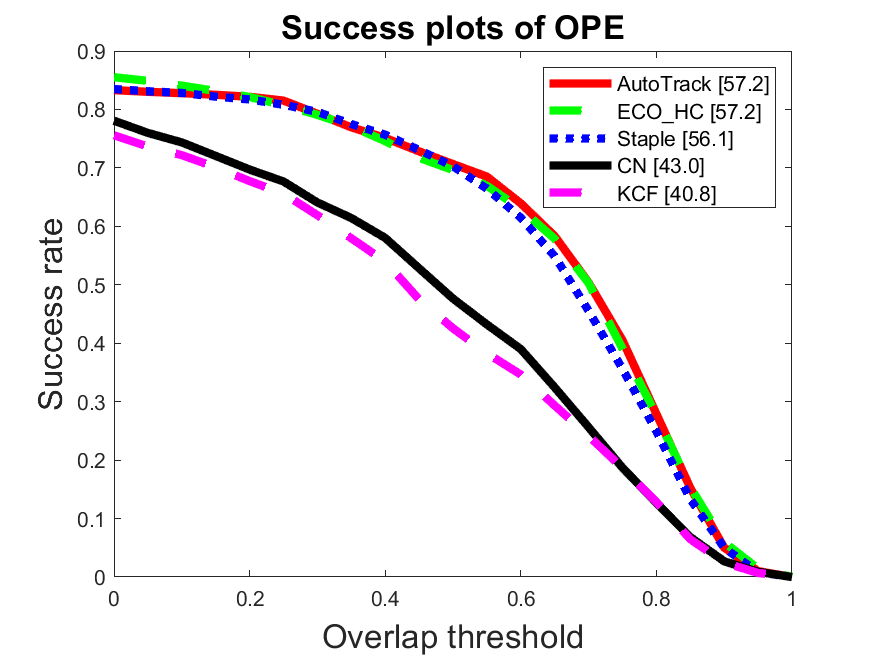 Success plots of OPE
0.9
0.8
0.7
0.6
0.5
0.4
0.3
0.2
0.1
0
Success rate
AutoTrack [57.2]
ECO_HC [57.2]
Staple [56.1]
CN [43.0]
KCF [40.8]
0 0.2 0.4 0.6 0.8 1
Overlap threshold